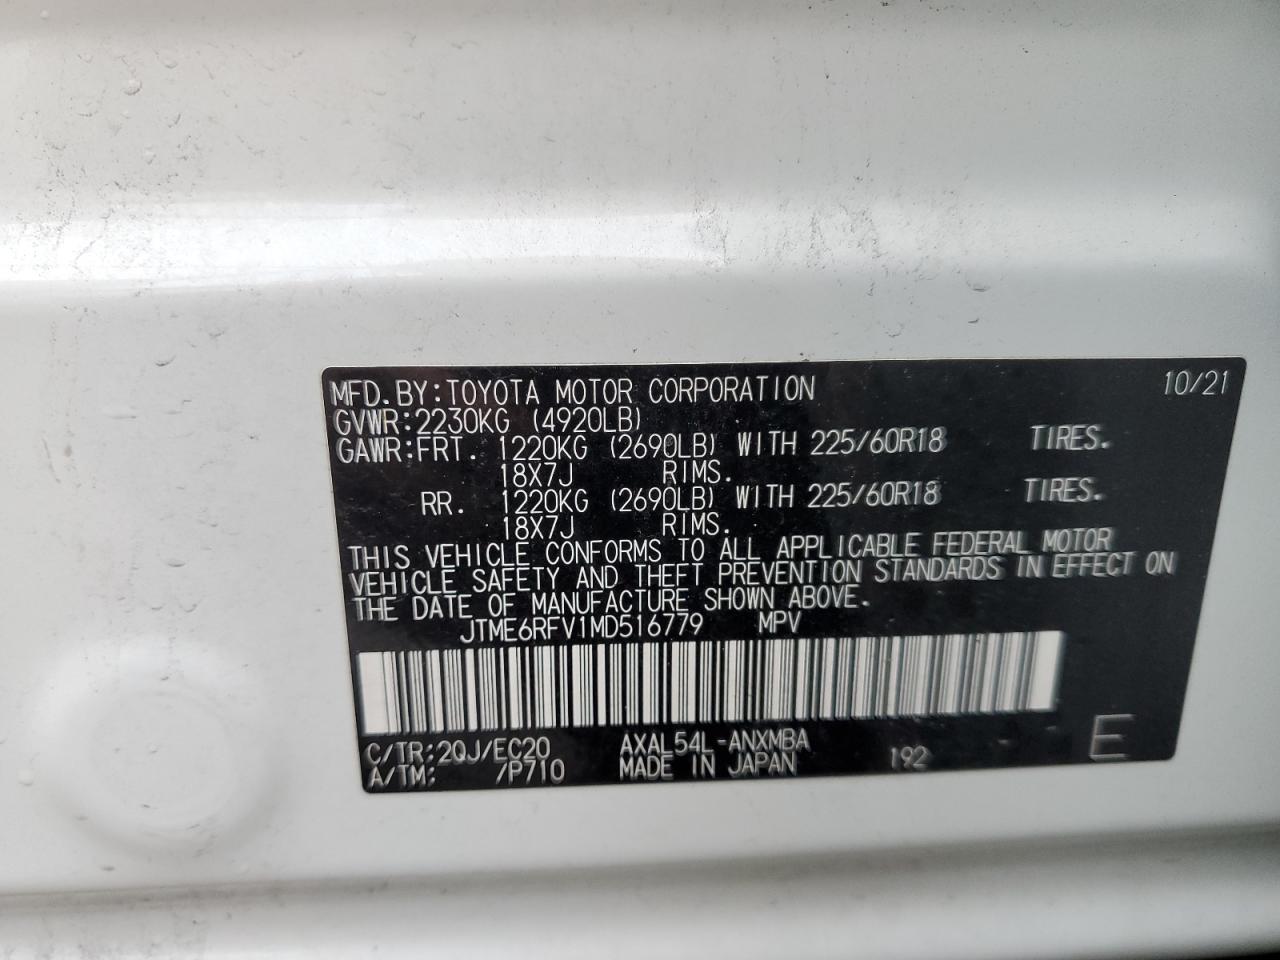 MFD.BY:TOYOTA MOTOR CORPORATION 10/21
GVWR:2230KG (4920LB)
GAWR:FRT. 1220KG (2690LB) WITH 225/60R18 TIRES.
18X7J RIMS.
RR. 1220KG (2690LB) WITH 225/60R18 TIRES.
18X7J RIMS.
THIS VEHICLE CONFORMS TO ALL APPLICABLE FEDERAL MOTOR
VEHICLE SAFETY AND THEFT PREVENTION STANDARDS IN EFFECT ON
THE DATE OF MANUFACTURE SHOWN ABOVE.
JTME6RFV1MD516779 MPV
C/TR:2QJ/EC20 AXAL54L-ANXMBA 192 E
A/TM: /P710 MADE IN JAPAN